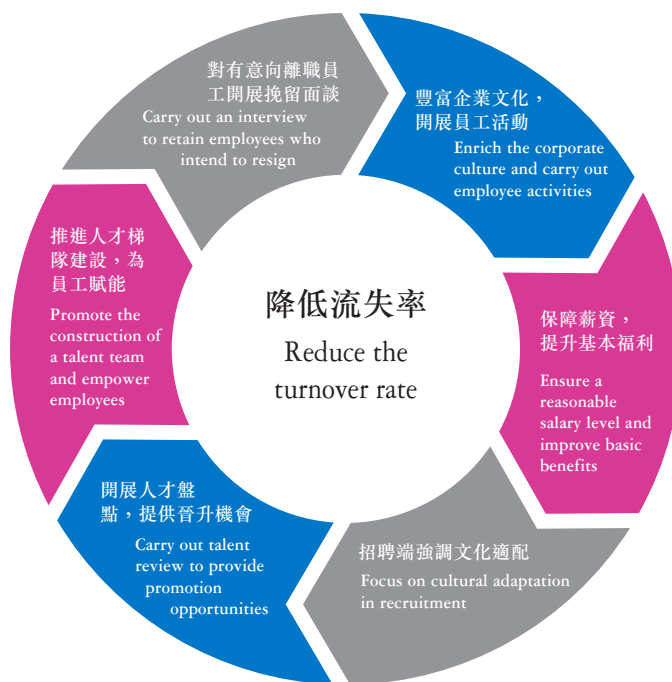 對有意向離職員
工開展挽留面談
Carry out an interview
to retain employees who
intend to resign
豐富企業文化，
開展員工活動
Enrich the corporate
culture and carry out
employee activities
保障薪資，
提升基本福利
Ensure a
reasonable
salary level and
improve basic
benefits
招聘端強調文化適配
Focus on cultural adaptation
in recruitment
開展人才盤
點，提供晉升機會
Carry out talent
review to provide
promotion
opportunities
推進人才梯
隊建設，為
員工賦能
Promote the
construction of
a talent team
and empower
employees
降低流失率
Reduce the
turnover rate